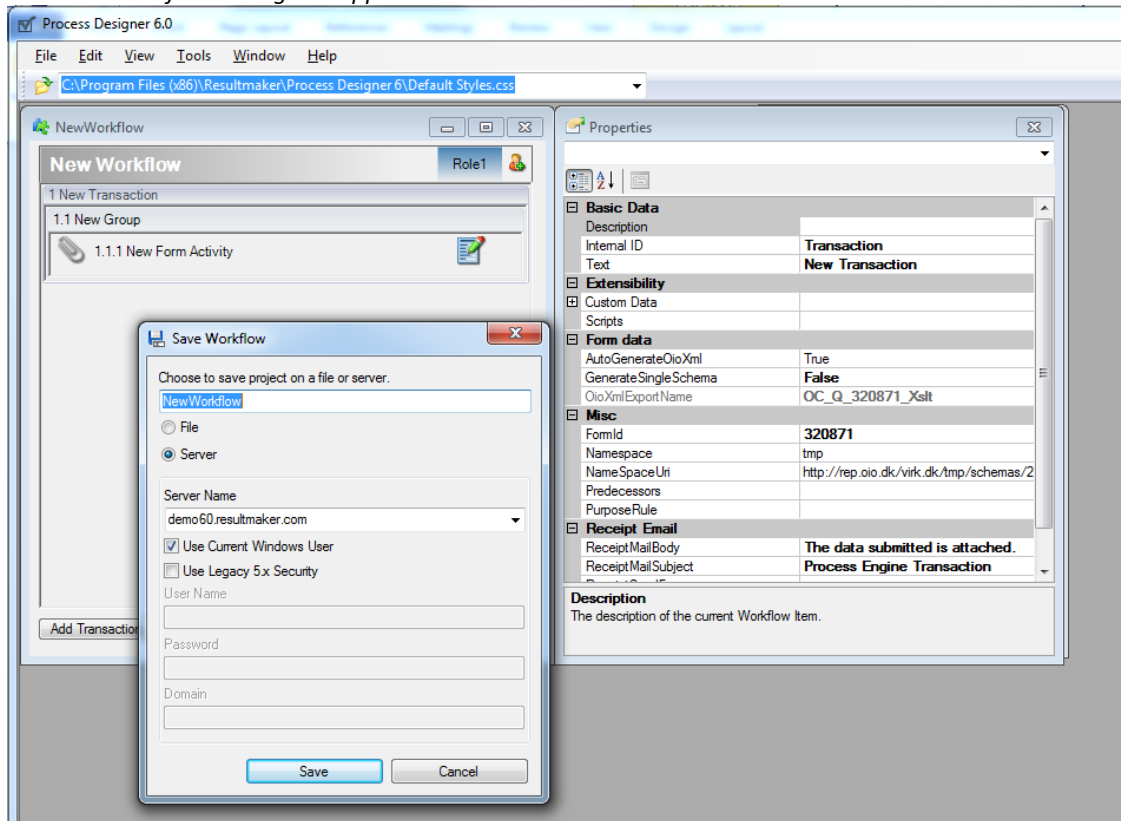 Process Designer 6.0
File Edit View Tools Window Help
C:\Program Files (x86)\Resultmaker\Process Designer 6\Default Styles.css
NewWorkflow
New Workflow Role1
1 New Transaction
1.1 New Group
1.1.1 New Form Activity
Add Transaction
Save Workflow
Choose to save project on a file or server.
NewWorkflow
File
Server
Server Name
demo60.resultmaker.com
Use Current Windows User
Use Legacy 5.x Security
User Name
Password
Domain
Save Cancel
Properties
Basic Data
Description
Internal ID Transaction
Text New Transaction
Extensibility
Custom Data
Scripts
Form data
AutoGenerateOioXml True
GenerateSingleSchema False
OioXmlExportName OC_Q_320871_Xslt
Misc
FormId 320871
Namespace tmp
NameSpaceUri http://rep.oio.dk/virk.dk/tmp/schemas/2
Predecessors
PurposeRule
Receipt Email
ReceiptMailBody The data submitted is attached.
ReceiptMailSubject Process Engine Transaction
Description
The description of the current Workflow Item.